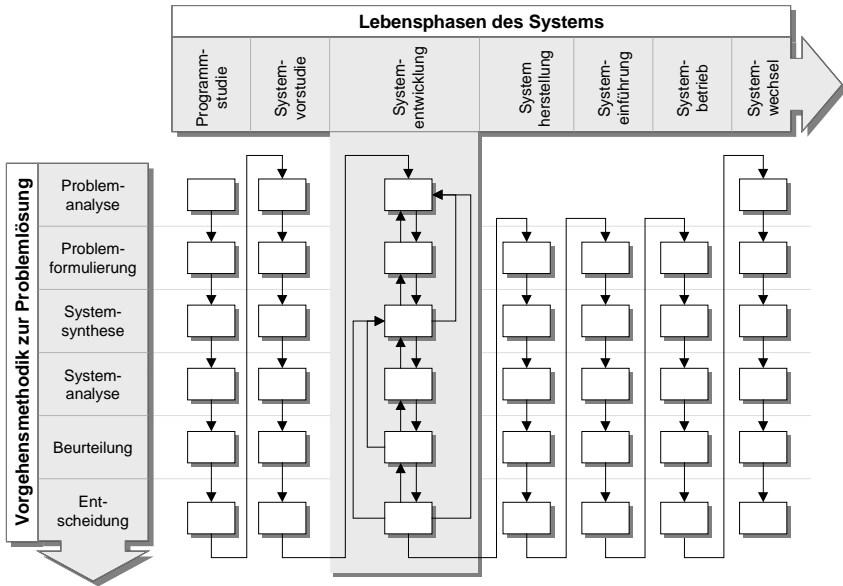 Lebensphasen des Systems
Programm-
studie
System-
vorstudie
System-
entwicklung
System
herstellung
System-
einführung
System-
betrieb
System-
wechsel
Vorgehensmethodik zur Problemlösung
Problem-
analyse
Problem-
formulierung
System-
synthese
System-
analyse
Beurteilung
Ent-
scheidung